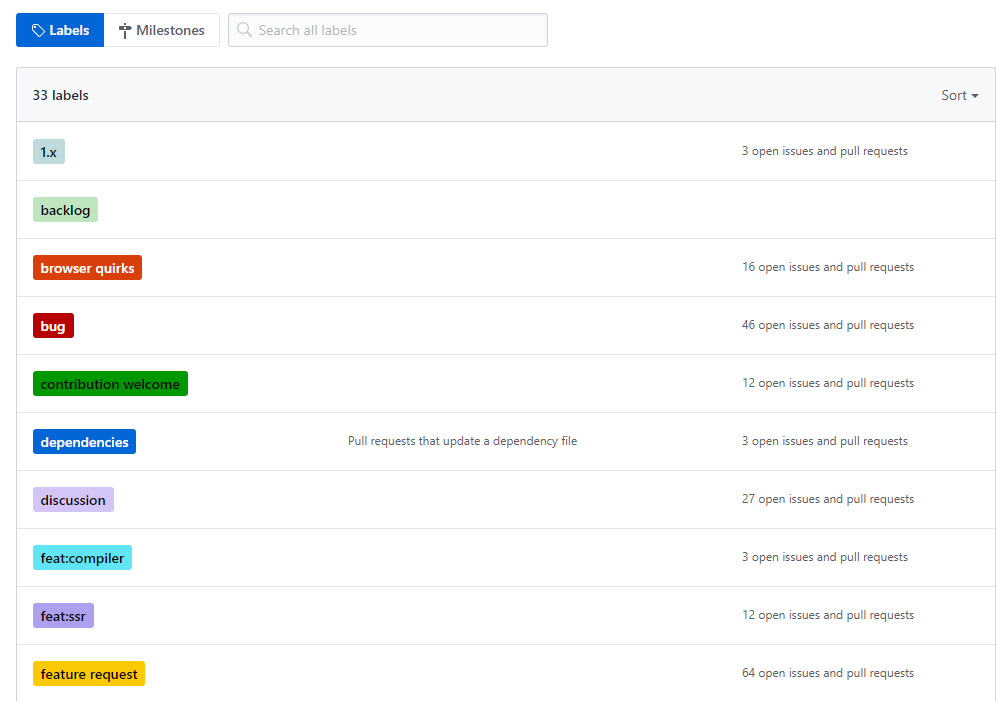 Labels Milestones Search all labels
33 labels Sort
1.x 3 open issues and pull requests
backlog
browser quirks 16 open issues and pull requests
bug 46 open issues and pull requests
contribution welcome 12 open issues and pull requests
dependencies Pull requests that update a dependency file 3 open issues and pull requests
discussion 27 open issues and pull requests
feat:compiler 3 open issues and pull requests
feat:ssr 12 open issues and pull requests
feature request 64 open issues and pull requests